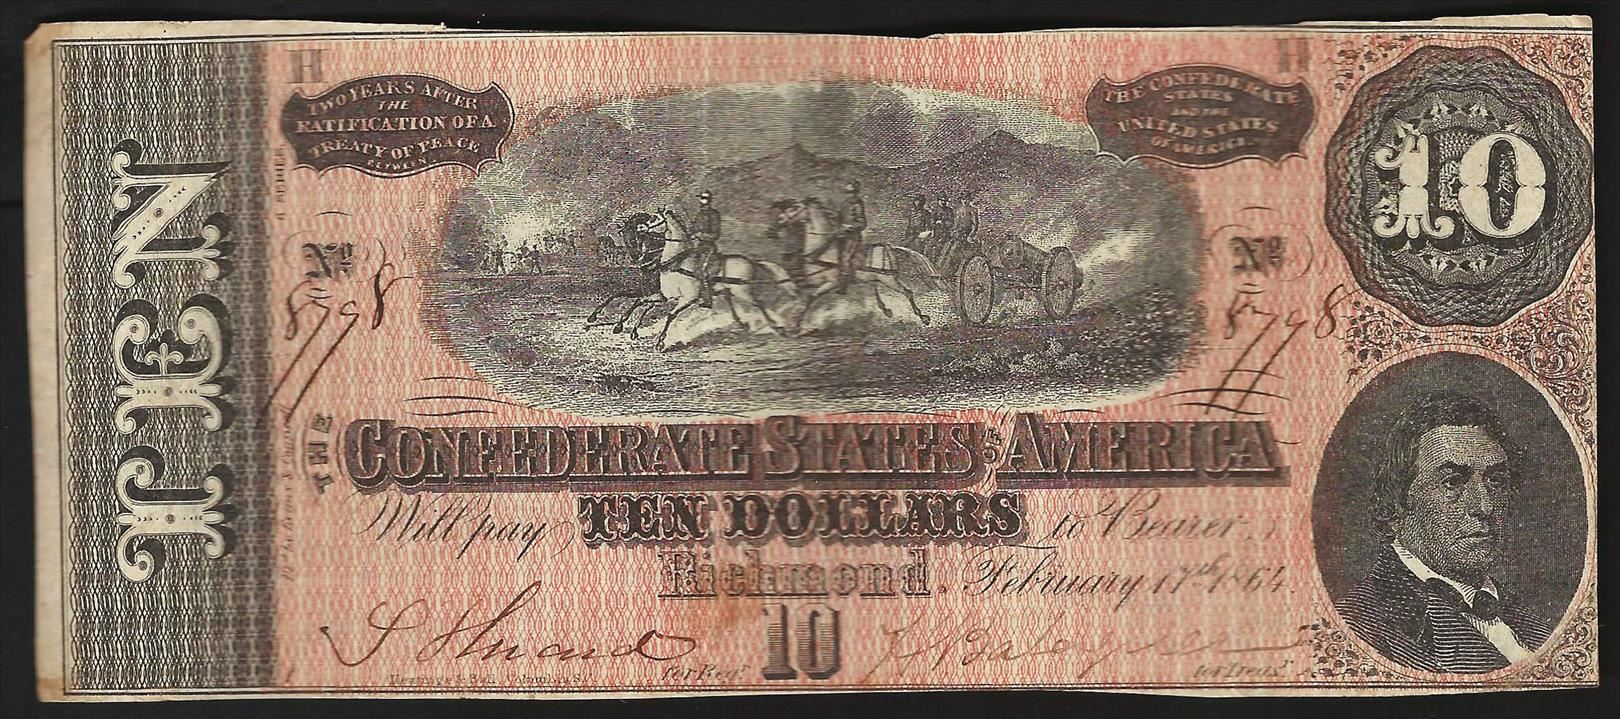 H
H
TWO YEARS AFTER
THE
RATIFICATION OF A
TREATY OF PEACE
BETWEEN
THE CONFEDERATE
STATES
AND THE
UNITED STATES
OF AMERICA.
10
TEN
No.
8798
No.
8798
THE
CONFEDERATE STATES OF AMERICA
Will pay TEN DOLLARS to Bearer,
Richmond, February 17th 1864.
10
for Regr.
for Treasr.